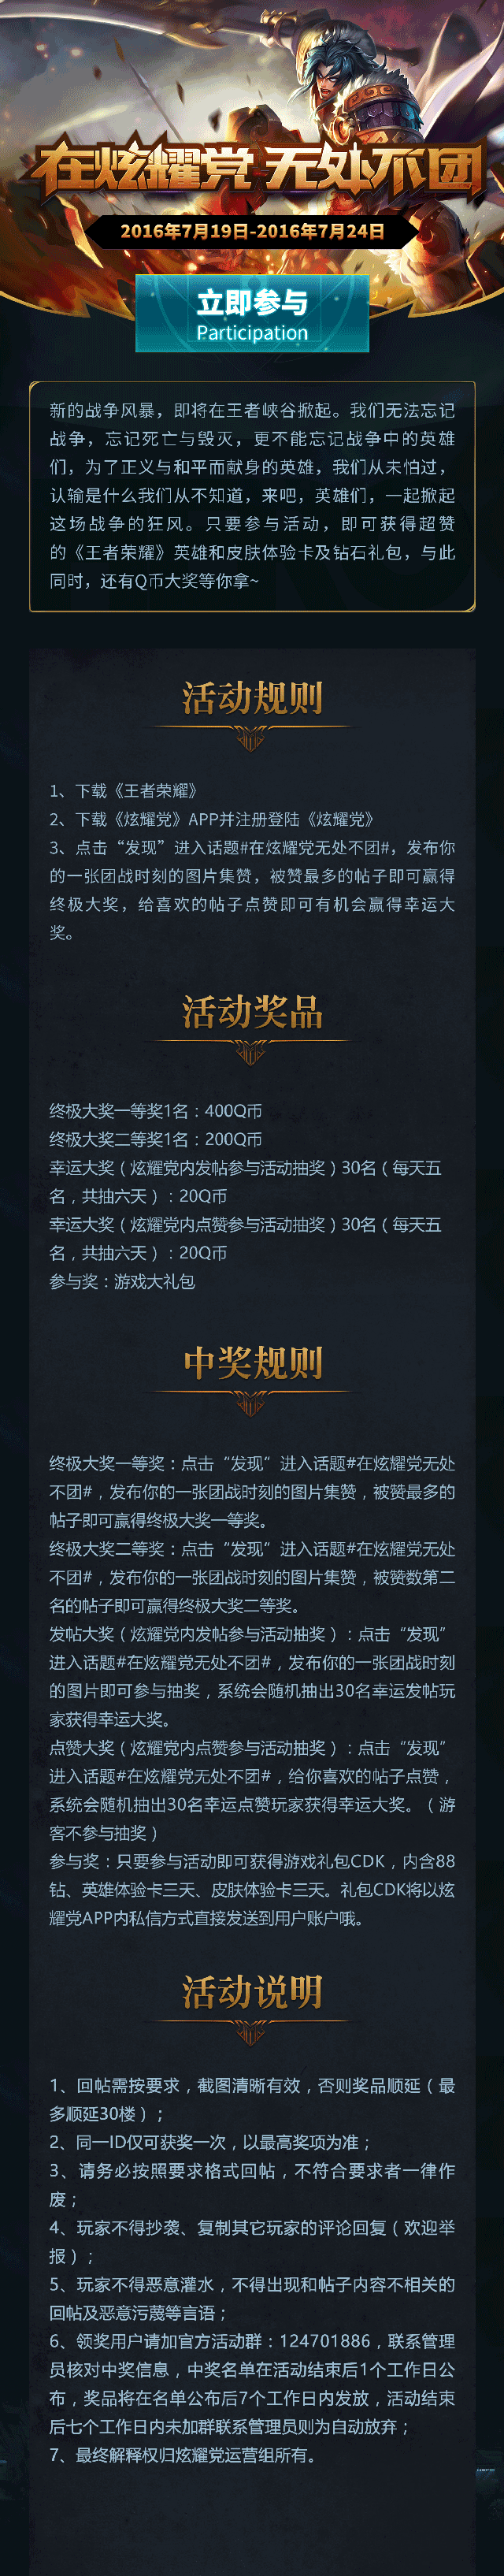 在炫耀党 无处不团
2016年7月19日-2016年7月24日
立即参与
Participation
新的战争风暴，即将在王者峡谷掀起。我们无法忘记
战争，忘记死亡与毁灭，更不能忘记战争中的英雄
们，为了正义与和平而献身的英雄，我们从未怕过，
认输是什么我们从不知道，来吧，英雄们，一起掀起
这场战争的狂风。只要参与活动，即可获得超赞
的《王者荣耀》英雄和皮肤体验卡及钻石礼包，与此
同时，还有Q币大奖等你拿~
活动规则
1、下载《王者荣耀》
2、下载《炫耀党》APP并注册登陆《炫耀党》
3、点击“发现”进入话题#在炫耀党无处不团#，发布你
的一张团战时刻的图片集赞，被赞最多的帖子即可赢得
终极大奖，给喜欢的帖子点赞即可有机会赢得幸运大
奖。
活动奖品
终极大奖一等奖1名：400Q币
终极大奖二等奖1名：200Q币
幸运大奖（炫耀党内发帖参与活动抽奖）30名（每天五
名，共抽六天）：20Q币
幸运大奖（炫耀党内点赞参与活动抽奖）30名（每天五
名，共抽六天）：20Q币
参与奖：游戏大礼包
中奖规则
终极大奖一等奖：点击“发现”进入话题#在炫耀党无处
不团#，发布你的一张团战时刻的图片集赞，被赞最多的
帖子即可赢得终极大奖一等奖。
终极大奖二等奖：点击“发现”进入话题#在炫耀党无处
不团#，发布你的一张团战时刻的图片集赞，被赞数第二
名的帖子即可赢得终极大奖二等奖。
发帖大奖（炫耀党内发帖参与活动抽奖）：点击“发现”
进入话题#在炫耀党无处不团#，发布你的一张团战时刻
的图片即可参与抽奖，系统会随机抽出30名幸运发帖玩
家获得幸运大奖。
点赞大奖（炫耀党内点赞参与活动抽奖）：点击“发现”
进入话题#在炫耀党无处不团#，给你喜欢的帖子点赞，
系统会随机抽出30名幸运点赞玩家获得幸运大奖。（游
客不参与抽奖）
参与奖：只要参与活动即可获得游戏礼包CDK，内含88
钻、英雄体验卡三天、皮肤体验卡三天。礼包CDK将以炫
耀党APP内私信方式直接发送到用户账户哦。
活动说明
1、回帖需按要求，截图清晰有效，否则奖品顺延（最
多顺延30楼）；
2、同一ID仅可获奖一次，以最高奖项为准；
3、请务必按照要求格式回帖，不符合要求者一律作
废；
4、玩家不得抄袭、复制其它玩家的评论回复（欢迎举
报）；
5、玩家不得恶意灌水，不得出现和帖子内容不相关的
回帖及恶意污蔑等言语；
6、领奖用户请加官方活动群：124701886，联系管理
员核对中奖信息，中奖名单在活动结束后1个工作日公
布，奖品将在名单公布后7个工作日内发放，活动结束
后七个工作日内未加群联系管理员则为自动放弃；
7、最终解释权归炫耀党运营组所有。